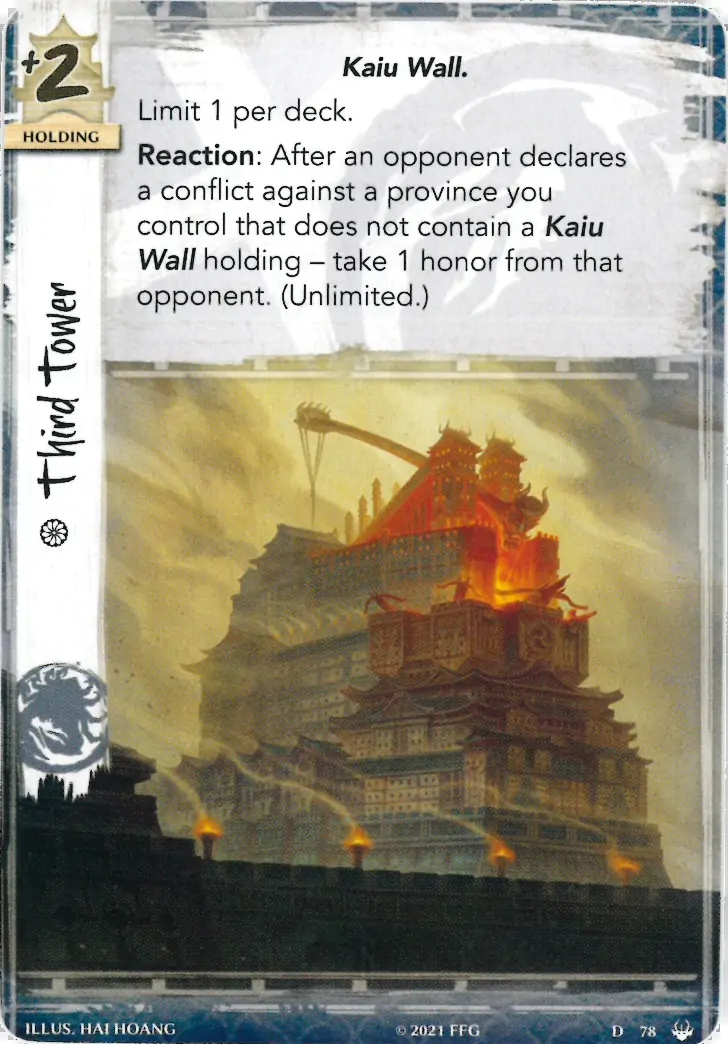 +2
HOLDING
Kaiu Wall.
Limit 1 per deck.
Reaction: After an opponent declares
a conflict against a province you
control that does not contain a Kaiu
Wall holding – take 1 honor from that
opponent. (Unlimited.)
Third Tower
ILLUS. HAI HOANG
© 2021 FFG
D 78